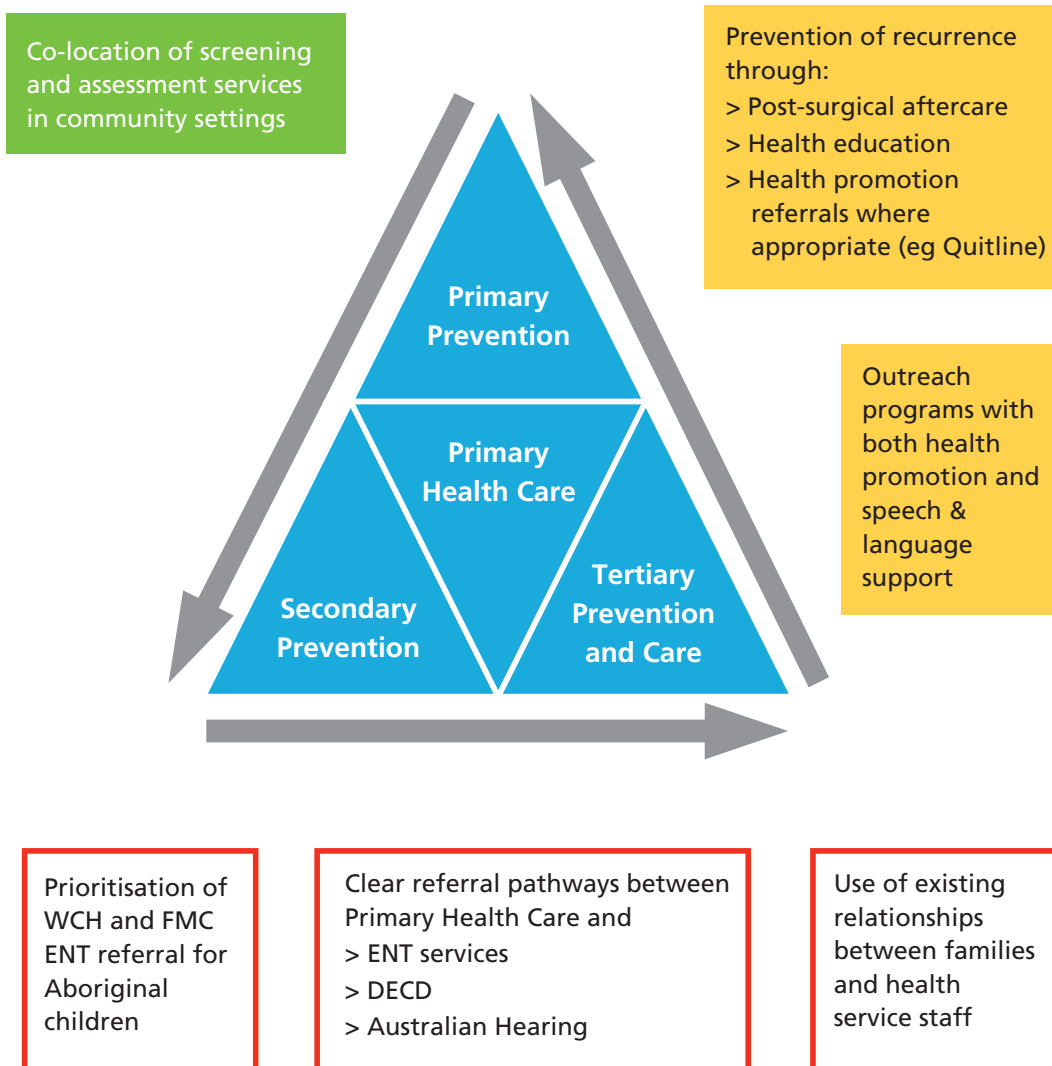 Co-location of screening
and assessment services
in community settings
Prevention of recurrence
through:
> Post-surgical aftercare
> Health education
> Health promotion
referrals where
appropriate (eg Quitline)
Primary
Prevention
Primary
Health Care
Secondary
Prevention
Tertiary
Prevention
and Care
Outreach
programs with
both health
promotion and
speech &
language
support
Prioritisation of
WCH and FMC
ENT referral for
Aboriginal
children
Clear referral pathways between
Primary Health Care and
> ENT services
> DECD
> Australian Hearing
Use of existing
relationships
between families
and health
service staff